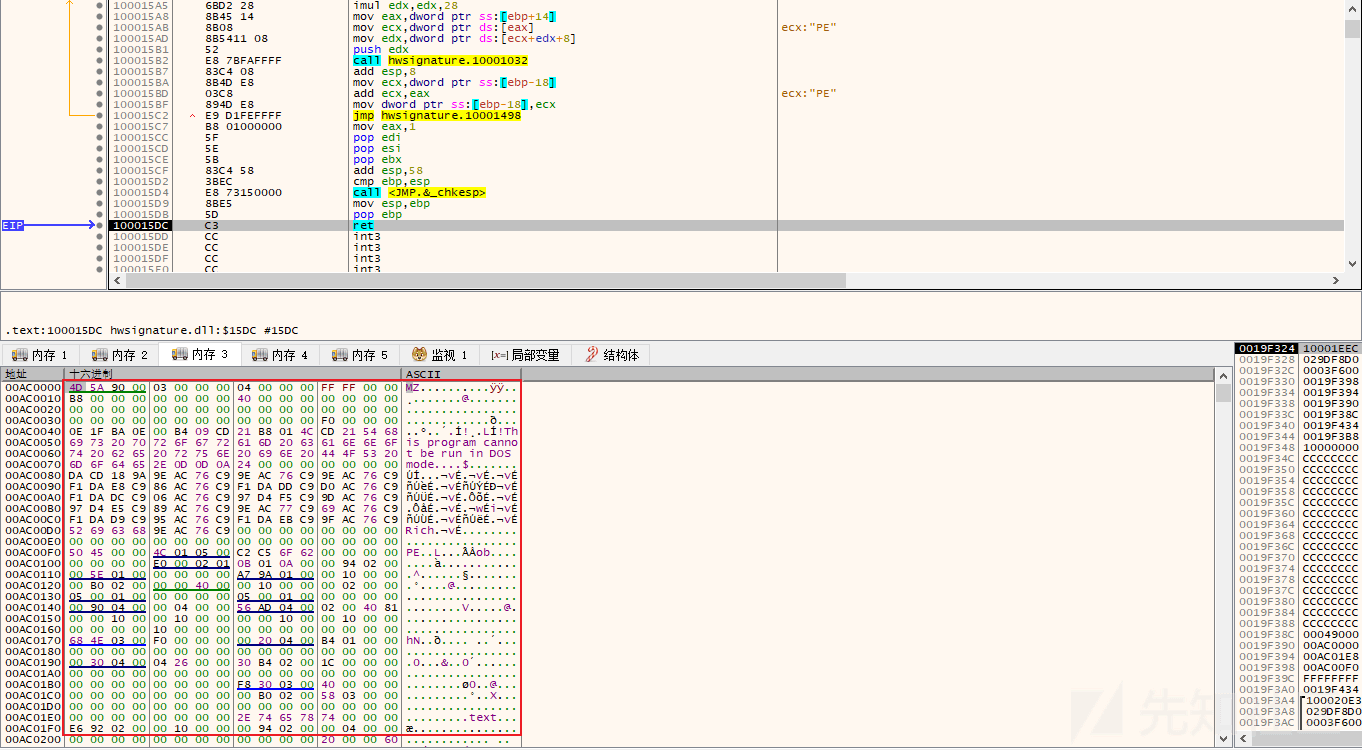 100015A5 6BD2 28 imul edx,edx,28
100015A8 8B45 14 mov eax,dword ptr ss:[ebp+14]
100015AB 8B08 mov ecx,dword ptr ds:[eax] ecx:"PE"
100015AD 8B5411 08 mov edx,dword ptr ds:[ecx+edx+8]
100015B1 52 push edx
100015B2 E8 7BFAFFFF call hwsignature.10001032
100015B7 83C4 08 add esp,8
100015BA 8B4D E8 mov ecx,dword ptr ss:[ebp-18]
100015BD 03C8 add ecx,eax ecx:"PE"
100015BF 894D E8 mov dword ptr ss:[ebp-18],ecx
100015C2 E9 D1FEFFFF jmp hwsignature.10001498
100015C7 B8 01000000 mov eax,1
100015CC 5F pop edi
100015CD 5E pop esi
100015CE 5B pop ebx
100015CF 83C4 58 add esp,58
100015D2 3BEC cmp ebp,esp
100015D4 E8 73150000 call <JMP.&_chkesp>
100015D9 8BE5 mov esp,ebp
100015DB 5D pop ebp
EIP 100015DC C3 ret
100015DD CC int3
100015DE CC int3
100015DF CC int3
100015E0 CC int3
.text:100015DC hwsignature.dll:$15DC #15DC
内存 1 内存 2 内存 3 内存 4 内存 5 监视 1 [x=] 局部变量 结构体
地址 十六进制 ASCII
00AC0000 4D 5A 90 00 03 00 00 00 04 00 00 00 FF FF 00 00 MZ..........ÿÿ..
00AC0010 B8 00 00 00 00 00 00 00 40 00 00 00 00 00 00 00 ¸.......@.......
00AC0020 00 00 00 00 00 00 00 00 00 00 00 00 00 00 00 00 ................
00AC0030 00 00 00 00 00 00 00 00 00 00 00 00 F0 00 00 00 ............ð...
00AC0040 0E 1F BA 0E 00 B4 09 CD 21 B8 01 4C CD 21 54 68 ..º..´.Í!¸.LÍ!Th
00AC0050 69 73 20 70 72 6F 67 72 61 6D 20 63 61 6E 6E 6F is program canno
00AC0060 74 20 62 65 20 72 75 6E 20 69 6E 20 44 4F 53 20 t be run in DOS
00AC0070 6D 6F 64 65 2E 0D 0D 0A 24 00 00 00 00 00 00 00 mode....$.......
00AC0080 DA CD 18 9A 9E AC 76 C9 9E AC 76 C9 9E AC 76 C9 ÚÍ...¬vÉ.¬vÉ.¬vÉ
00AC0090 F1 DA E8 C9 86 AC 76 C9 F1 DA DD C9 D0 AC 76 C9 ñÚèÉ.¬vÉñÚÝÉÐ¬vÉ
00AC00A0 F1 DA DC C9 06 AC 76 C9 97 D4 F5 C9 9D AC 76 C9 ñÚÜÉ.¬vÉ.ÔõÉ.¬vÉ
00AC00B0 97 D4 E5 C9 89 AC 76 C9 9E AC 77 C9 69 AC 76 C9 .ÔåÉ.¬vÉ.¬wÉi¬vÉ
00AC00C0 F1 DA D9 C9 95 AC 76 C9 F1 DA EB C9 9F AC 76 C9 ñÚÙÉ.¬vÉñÚëÉ.¬vÉ
00AC00D0 52 69 63 68 9E AC 76 C9 00 00 00 00 00 00 00 00 Rich.¬vÉ........
00AC00E0 00 00 00 00 00 00 00 00 00 00 00 00 00 00 00 00 ................
00AC00F0 50 45 00 00 4C 01 05 00 C2 C5 6F 62 00 00 00 00 PE..L...ÂÅob....
00AC0100 00 00 00 00 E0 00 02 01 0B 01 0A 00 00 94 02 00 ....à...........
00AC0110 00 5E 01 00 00 00 00 00 A7 9A 01 00 00 10 00 00 .^......§.......
00AC0120 00 B0 02 00 00 00 40 00 00 10 00 00 00 02 00 00 .°....@.........
00AC0130 05 00 01 00 00 00 00 00 05 00 01 00 00 00 00 00 ................
00AC0140 00 90 04 00 00 04 00 00 56 AD 04 00 02 00 40 81 ........V.....@.
00AC0150 00 00 10 00 00 10 00 00 00 00 10 00 00 10 00 00 ................
00AC0160 00 00 00 00 10 00 00 00 00 00 00 00 00 00 00 00 ................
00AC0170 68 4E 03 00 F0 00 00 00 00 20 04 00 B4 01 00 00 hN..ð.... ..´...
00AC0180 00 00 00 00 00 00 00 00 00 00 00 00 00 00 00 00 ................
00AC0190 00 30 04 00 04 26 00 00 30 B4 02 00 1C 00 00 00 .0...&..0´......
00AC01A0 00 00 00 00 00 00 00 00 00 00 00 00 00 00 00 00 ................
00AC01B0 00 00 00 00 00 00 00 00 F8 30 03 00 40 00 00 00 ........ø0..@...
00AC01C0 00 00 00 00 00 00 00 00 00 B0 02 00 58 03 00 00 .........°..X...
00AC01D0 00 00 00 00 00 00 00 00 00 00 00 00 00 00 00 00 ................
00AC01E0 00 00 00 00 00 00 00 00 2E 74 65 78 74 00 00 00 .........text...
00AC01F0 E6 92 02 00 00 10 00 00 00 94 02 00 00 04 00 00 æ...............
00AC0200 00 00 00 00 00 00 00 00 00 00 00 00 20 00 00 60
0019F324 10001EEC
0019F328 029DF8D0
0019F32C 0003F600
0019F330 0019F398
0019F334 0019F394
0019F338 0019F390
0019F33C 0019F38C
0019F340 0019F434
0019F344 0019F3B8
0019F348 10000000
0019F34C CCCCCCCC
0019F350 CCCCCCCC
0019F354 CCCCCCCC
0019F358 CCCCCCCC
0019F35C CCCCCCCC
0019F360 CCCCCCCC
0019F364 CCCCCCCC
0019F368 CCCCCCCC
0019F36C CCCCCCCC
0019F370 CCCCCCCC
0019F374 CCCCCCCC
0019F378 CCCCCCCC
0019F37C CCCCCCCC
0019F380 CCCCCCCC
0019F384 CCCCCCCC
0019F388 CCCCCCCC
0019F38C 00049000
0019F390 00AC0000
0019F394 00AC01E8
0019F398 00AC00F0
0019F39C FFFFFFFF
0019F3A0 0019F434
0019F3A4 100020E3
0019F3A8 029DF8D0
0019F3AC 0003F600
先知